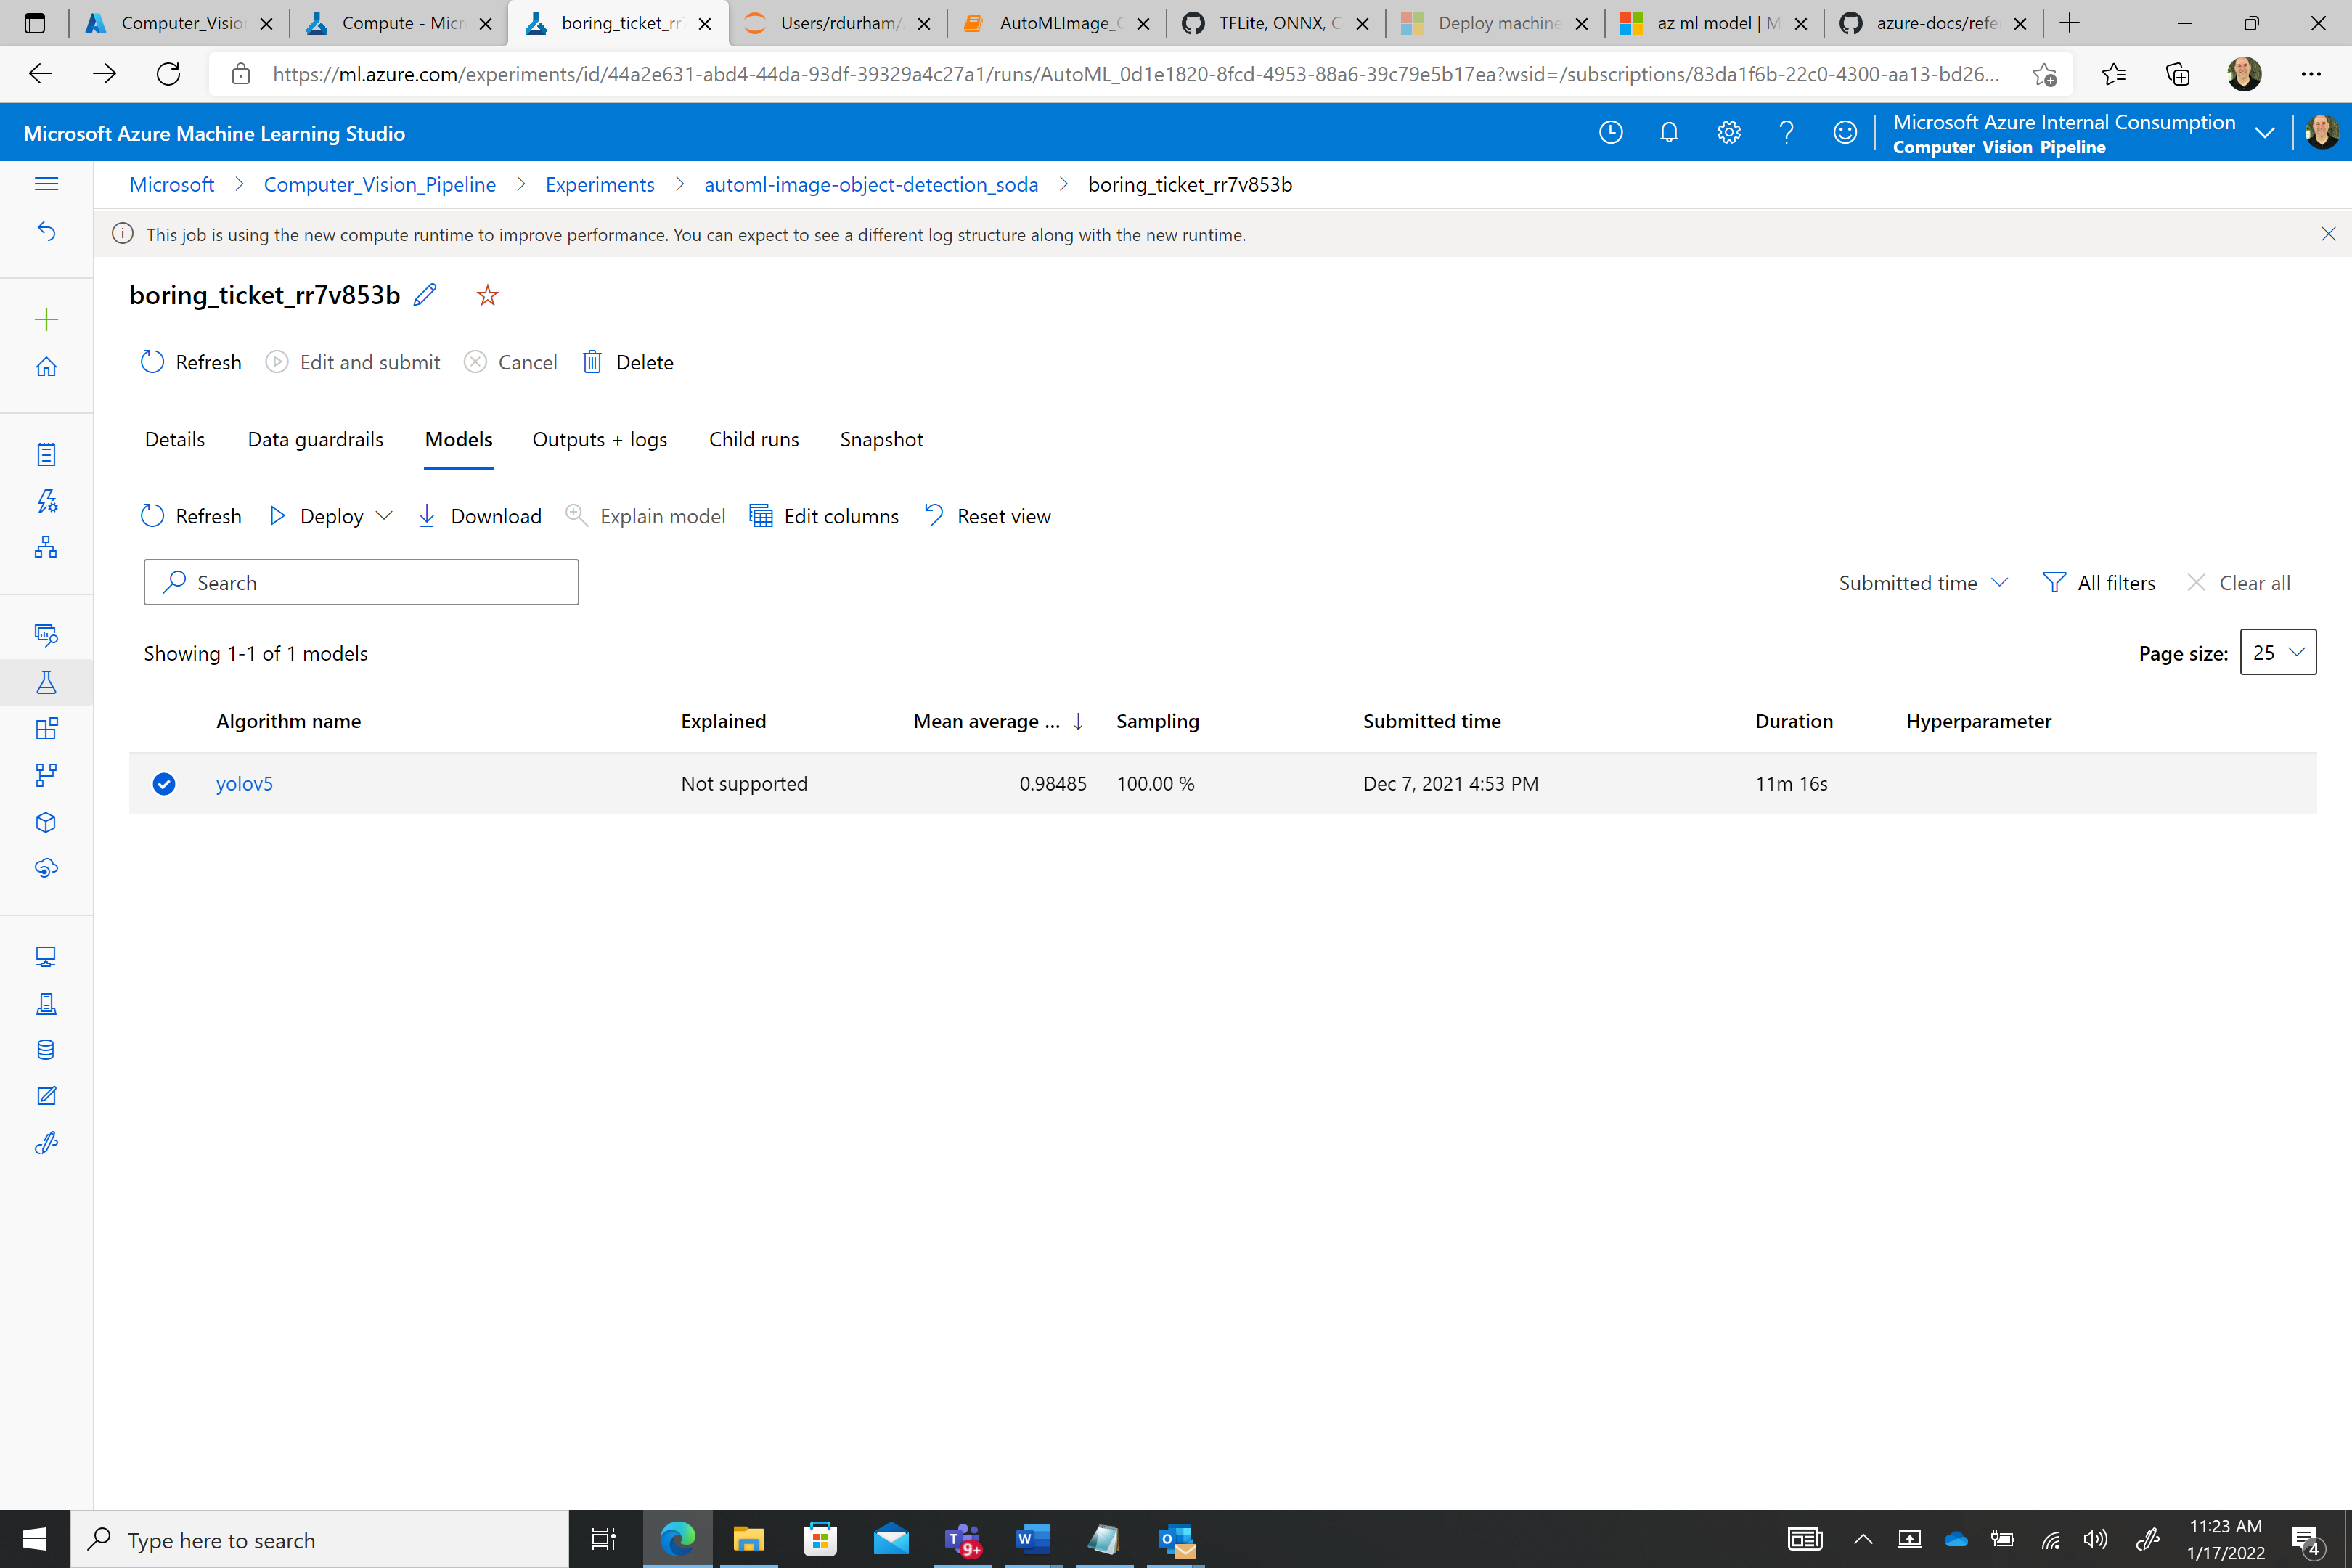 Computer_Visio
Compute - Micr
boring_ticket_rr7
Users/rdurham/
AutoMLImage_
TFLite, ONNX, C
Deploy machine
az ml model | M
azure-docs/refe
https://ml.azure.com/experiments/id/44a2e631-abd4-44da-93df-39329a4c27a1/runs/AutoML_0d1e1820-8fcd-4953-88a6-39c79e5b17ea?wsid=/subscriptions/83da1f6b-22c0-4300-aa13-bd26...
Microsoft Azure Machine Learning Studio
Microsoft Azure Internal Consumption
Computer_Vision_Pipeline
Microsoft > Computer_Vision_Pipeline > Experiments > automl-image-object-detection_soda > boring_ticket_rr7v853b
This job is using the new compute runtime to improve performance. You can expect to see a different log structure along with the new runtime.
boring_ticket_rr7v853b
Refresh Edit and submit Cancel Delete
Details Data guardrails Models Outputs + logs Child runs Snapshot
Refresh Deploy Download Explain model Edit columns Reset view
Search
Submitted time All filters Clear all
Showing 1-1 of 1 models
Page size: 25
Algorithm name Explained Mean average ... ↓ Sampling Submitted time Duration Hyperparameter
yolov5 Not supported 0.98485 100.00 % Dec 7, 2021 4:53 PM 11m 16s
Type here to search
T
9+
W
O
11:23 AM
1/17/2022
4